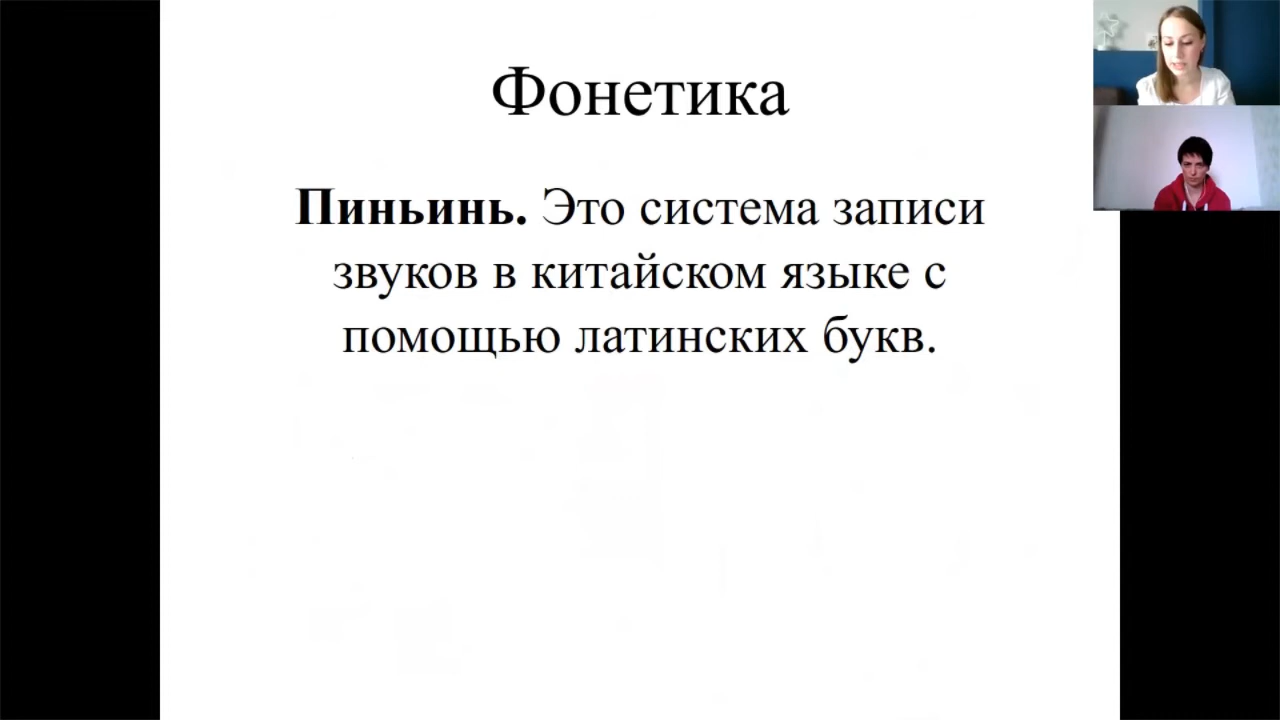 Фонетика
Пиньинь. Это система записи
звуков в китайском языке с
помощью латинских букв.